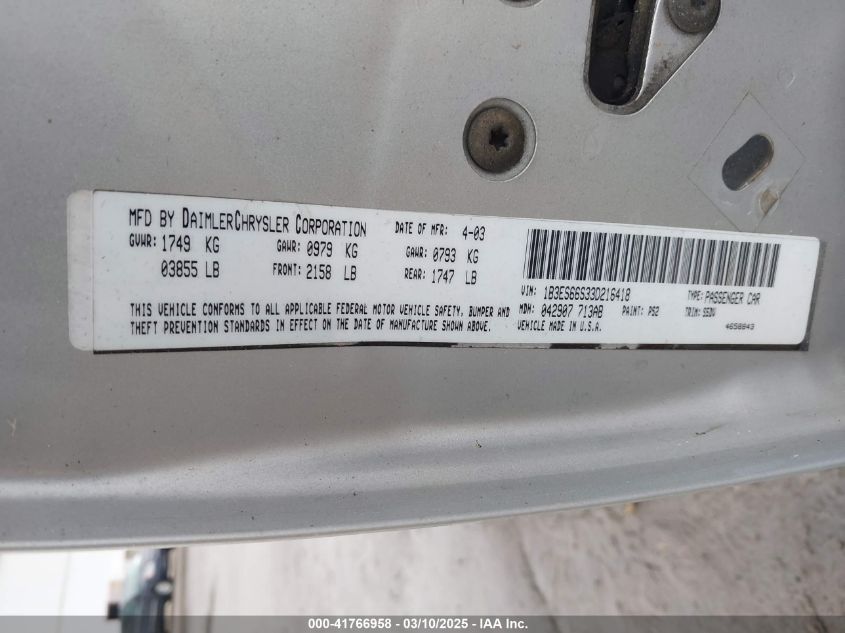 MFD BY DAIMLERCHRYSLER CORPORATION DATE OF MFR: 4-03
GVWR: 1749 KG GAWR: 0979 KG GAWR: 0793 KG
03855 LB FRONT: 2158 LB REAR: 1747 LB
THIS VEHICLE CONFORMS TO ALL APPLICABLE FEDERAL MOTOR VEHICLE SAFETY, BUMPER AND
THEFT PREVENTION STANDARDS IN EFFECT ON THE DATE OF MANUFACTURE SHOWN ABOVE.
VIN: 1B3ES66S33D216418 TYPE: PASSENGER CAR
MDH: 042907 713AB PAINT: PS2 TRIM: S5DV
VEHICLE MADE IN U.S.A. 4658843
000-41766958 - 03/10/2025 - IAA Inc.